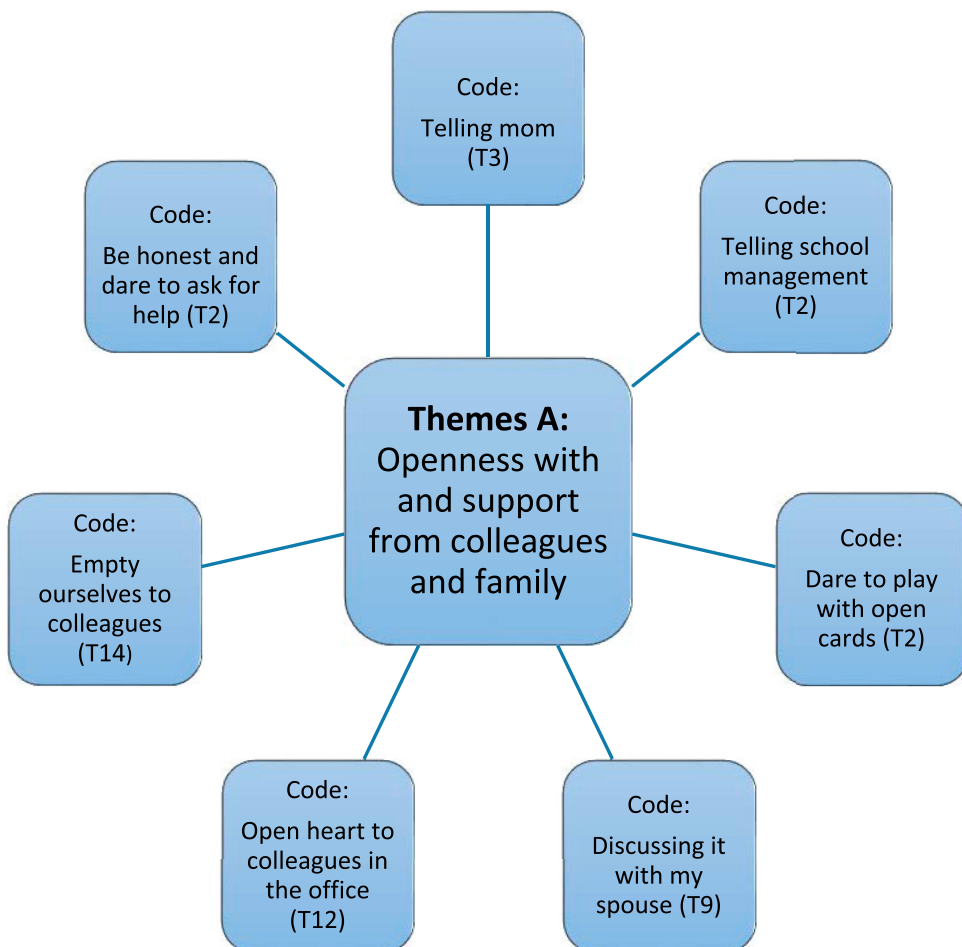 Code:
Telling mom
(T3)
Code:
Telling school
management
(T2)
Code:
Dare to play
with open
cards (T2)
Code:
Discussing it
with my
spouse (T9)
Code:
Open heart to
colleagues in
the office
(T12)
Code:
Empty
ourselves to
colleagues
(T14)
Code:
Be honest and
dare to ask for
help (T2)
Themes A:
Openness with
and support
from colleagues
and family